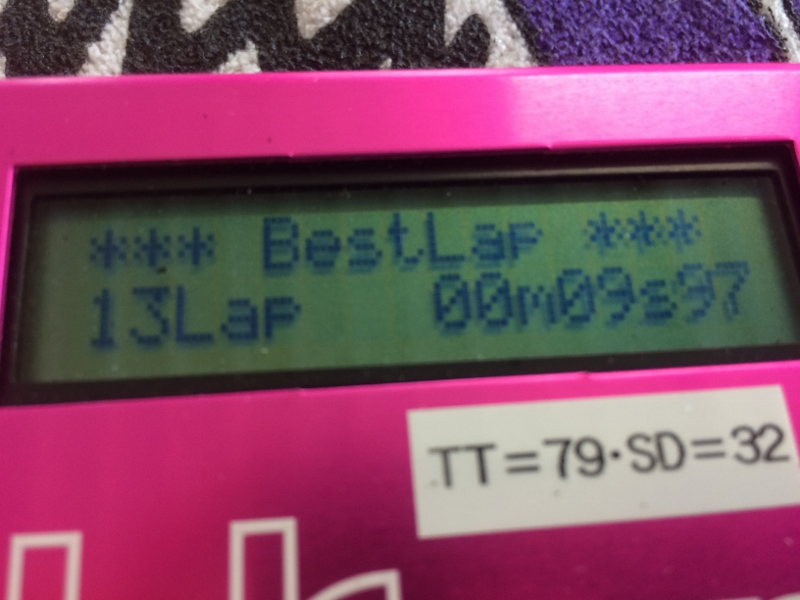 *** BestLap ***
13Lap 00m09s97
TT=79·SD=32